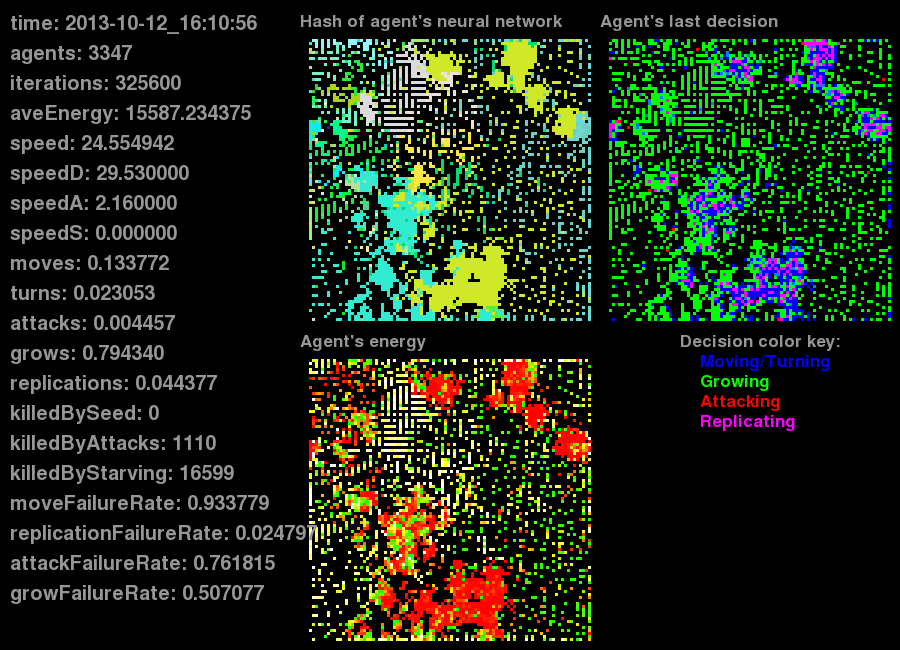 time: 2013-10-12_16:10:56
agents: 3347
iterations: 325600
aveEnergy: 15587.234375
speed: 24.554942
speedD: 29.530000
speedA: 2.160000
speedS: 0.000000
moves: 0.133772
turns: 0.023053
attacks: 0.004457
grows: 0.794340
replications: 0.044377
killedBySeed: 0
killedByAttacks: 1110
killedByStarving: 16599
moveFailureRate: 0.933779
replicationFailureRate: 0.024797
attackFailureRate: 0.761815
growFailureRate: 0.507077
Hash of agent's neural network
Agent's last decision
Agent's energy
Decision color key:
Moving/Turning
Growing
Attacking
Replicating